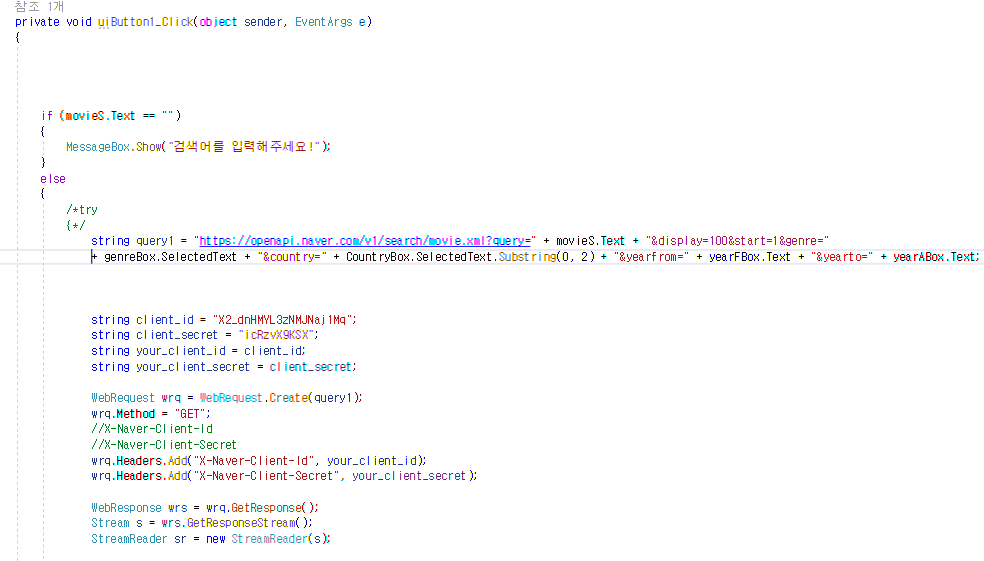 참조 1개
private void uiButton1_Click(object sender, EventArgs e)
{
if (movieS.Text == "")
{
MessageBox.Show("검색어를 입력해주세요!");
}
else
{
/*try
{*/
string query1 = "https://openapi.naver.com/v1/search/movie.xml?query=" + movieS.Text + "&display=100&start=1&genre="
+ genreBox.SelectedText + "&country=" + CountryBox.SelectedText.Substring(0, 2) + "&yearfrom=" + yearFBox.Text + "&yearto=" + yearABox.Text;
string client_id = "X2_dnHMYL3zNMJNaj1Mq";
string client_secret = "icRzvX9KSX";
string your_client_id = client_id;
string your_client_secret = client_secret;
WebRequest wrq = WebRequest.Create(query1);
wrq.Method = "GET";
//X-Naver-Client-Id
//X-Naver-Client-Secret
wrq.Headers.Add("X-Naver-Client-Id", your_client_id);
wrq.Headers.Add("X-Naver-Client-Secret", your_client_secret);
WebResponse wrs = wrq.GetResponse();
Stream s = wrs.GetResponseStream();
StreamReader sr = new StreamReader(s);